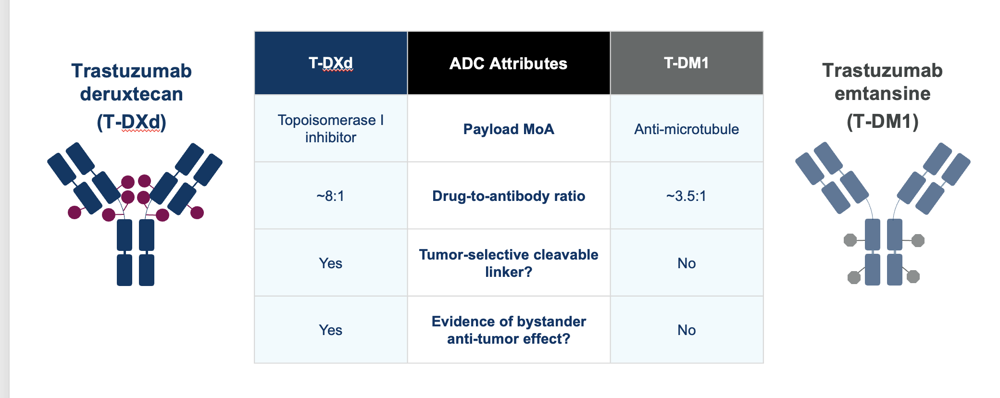 Trastuzumab
deruxtecan
(T-DXd)
T-DXd
ADC Attributes
T-DM1
Topoisomerase I
inhibitor
Payload MoA
Anti-microtubule
~8:1
Drug-to-antibody ratio
~3.5:1
Yes
Tumor-selective cleavable
linker?
No
Yes
Evidence of bystander
anti-tumor effect?
No
Trastuzumab
emtansine
(T-DM1)